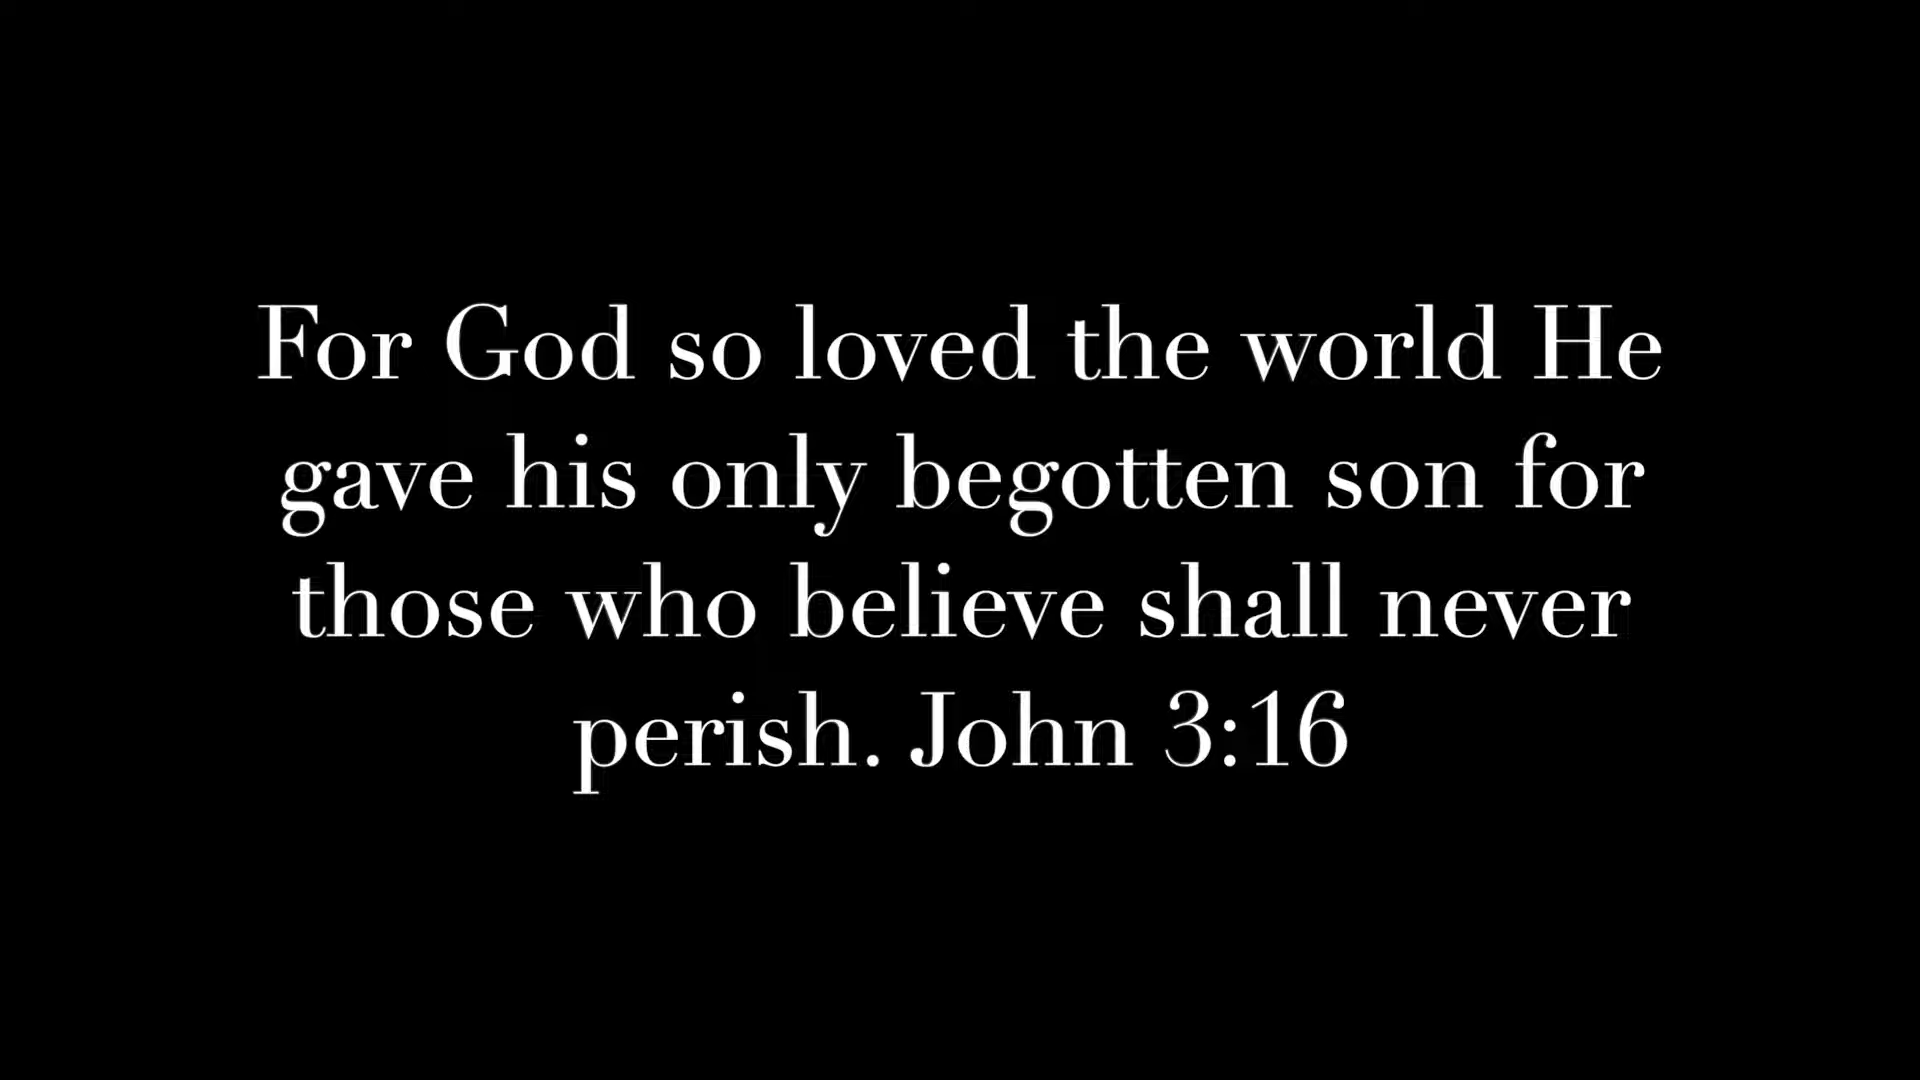 For God so loved the world He
gave his only begotten son for
those who believe shall never
perish. John 3:16